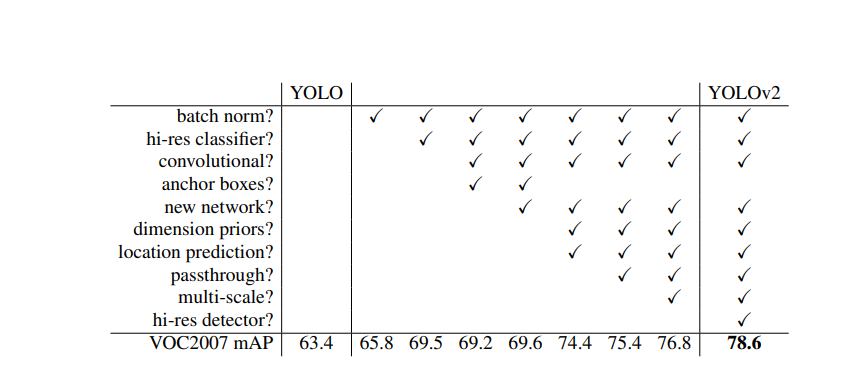 YOLO YOLOv2
batch norm? ✓ ✓ ✓ ✓ ✓ ✓ ✓ ✓
hi-res classifier? ✓ ✓ ✓ ✓ ✓ ✓ ✓
convolutional? ✓ ✓ ✓ ✓ ✓ ✓
anchor boxes? ✓ ✓
new network? ✓ ✓ ✓ ✓ ✓
dimension priors? ✓ ✓ ✓ ✓
location prediction? ✓ ✓ ✓ ✓
passthrough? ✓ ✓ ✓
multi-scale? ✓ ✓
hi-res detector? ✓
VOC2007 mAP 63.4 65.8 69.5 69.2 69.6 74.4 75.4 76.8 78.6